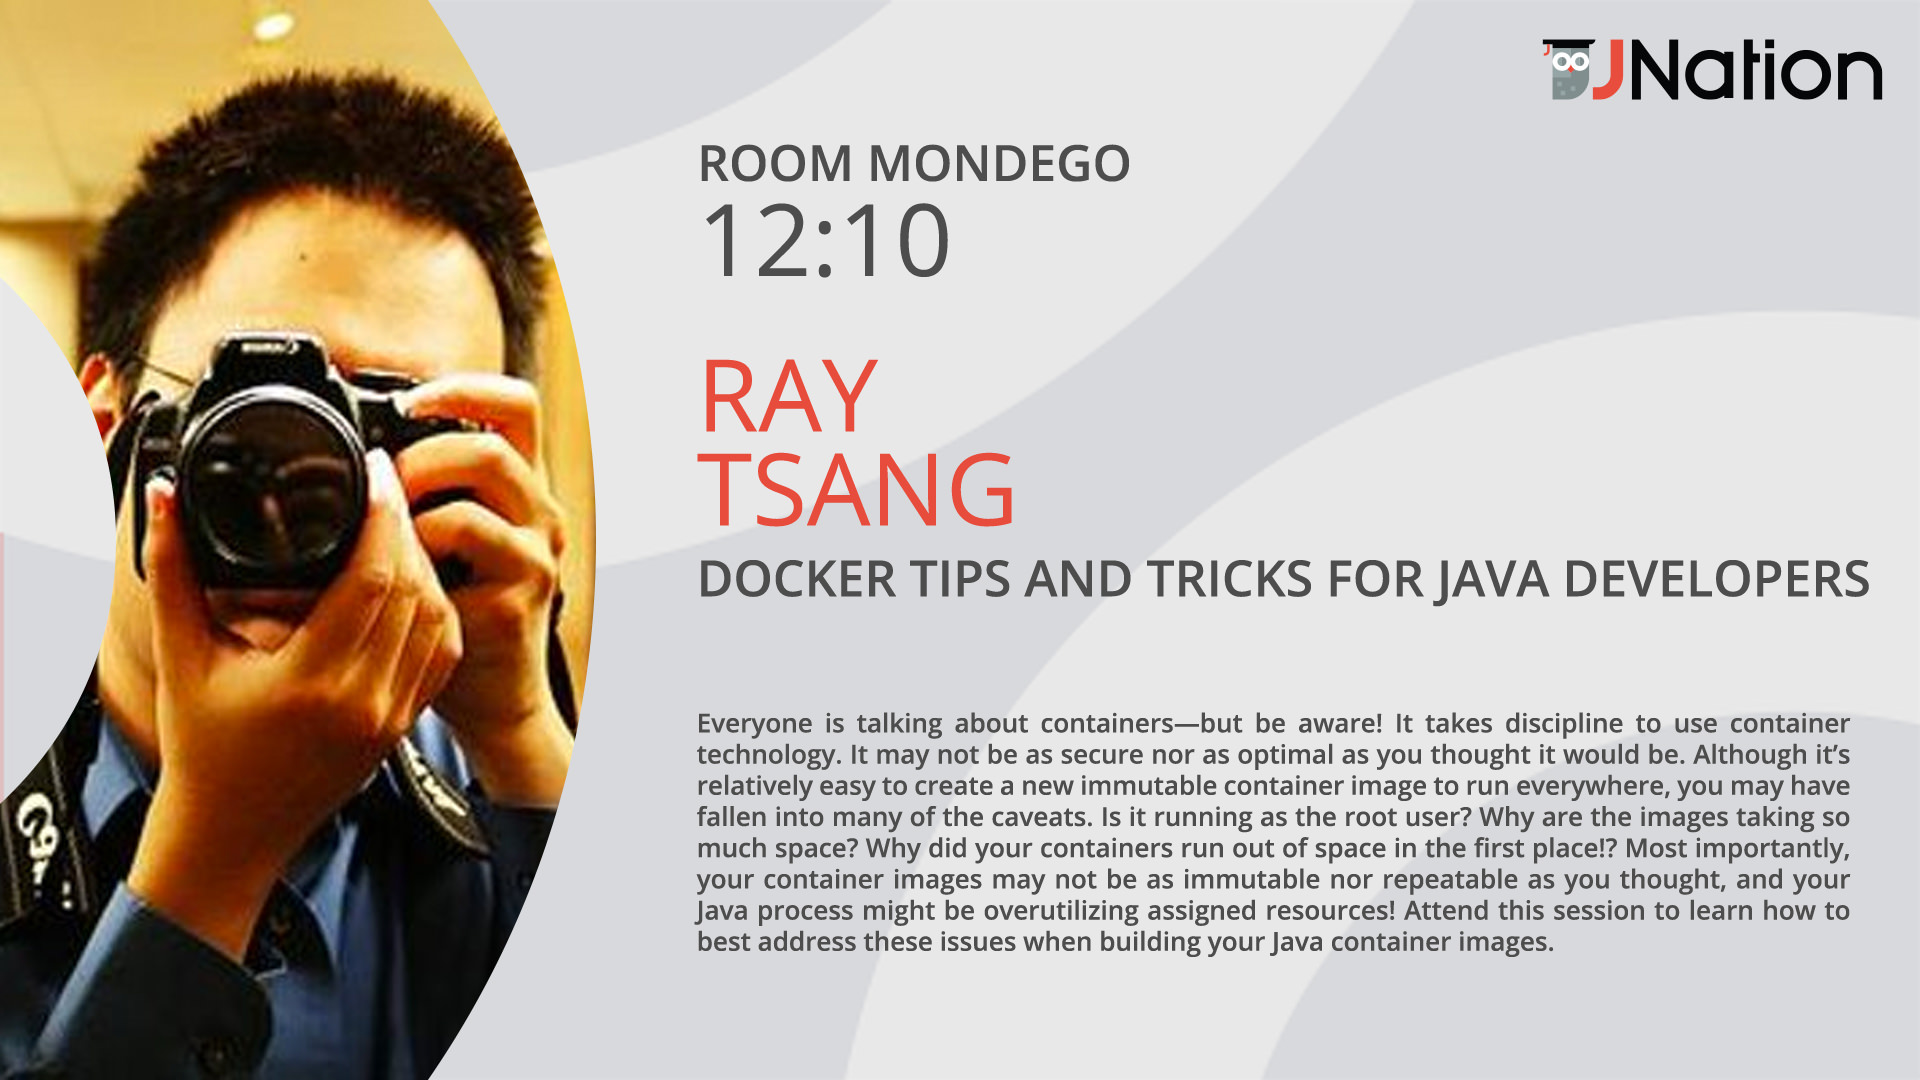 JNation
ROOM MONDEGO
12:10
RAY
TSANG
DOCKER TIPS AND TRICKS FOR JAVA DEVELOPERS
Everyone is talking about containers—but be aware! It takes discipline to use container
technology. It may not be as secure nor as optimal as you thought it would be. Although it’s
relatively easy to create a new immutable container image to run everywhere, you may have
fallen into many of the caveats. Is it running as the root user? Why are the images taking so
much space? Why did your containers run out of space in the first place!? Most importantly,
your container images may not be as immutable nor repeatable as you thought, and your
Java process might be overutilizing assigned resources! Attend this session to learn how to
best address these issues when building your Java container images.